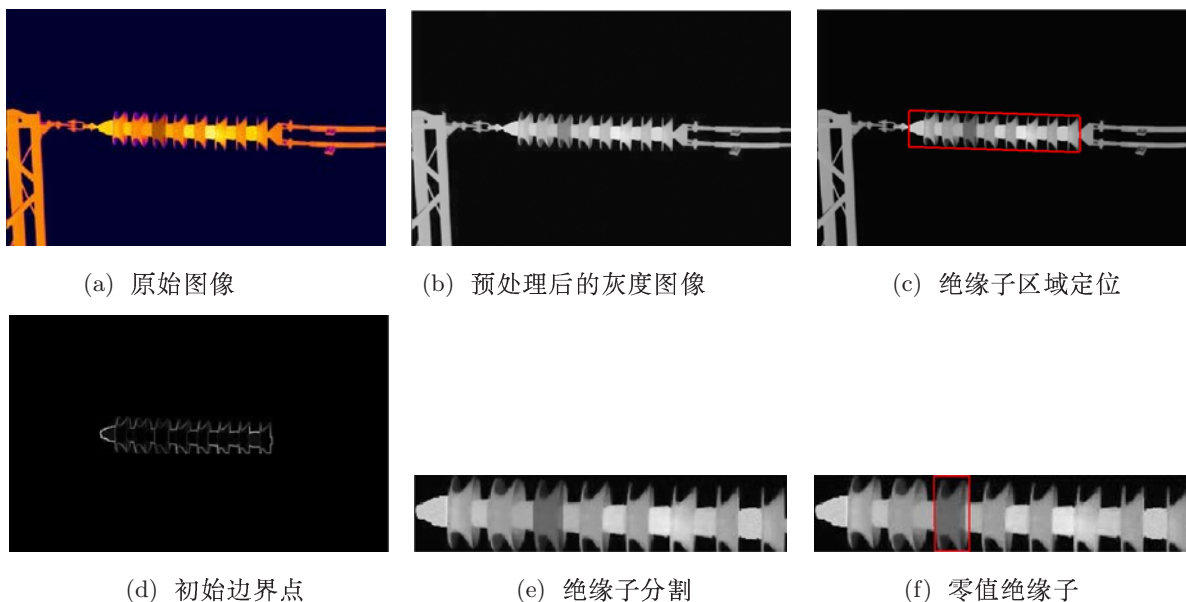 (a) 原始图像
(b) 预处理后的灰度图像
(c) 绝缘子区域定位
(d) 初始边界点
(e) 绝缘子分割
(f) 零值绝缘子